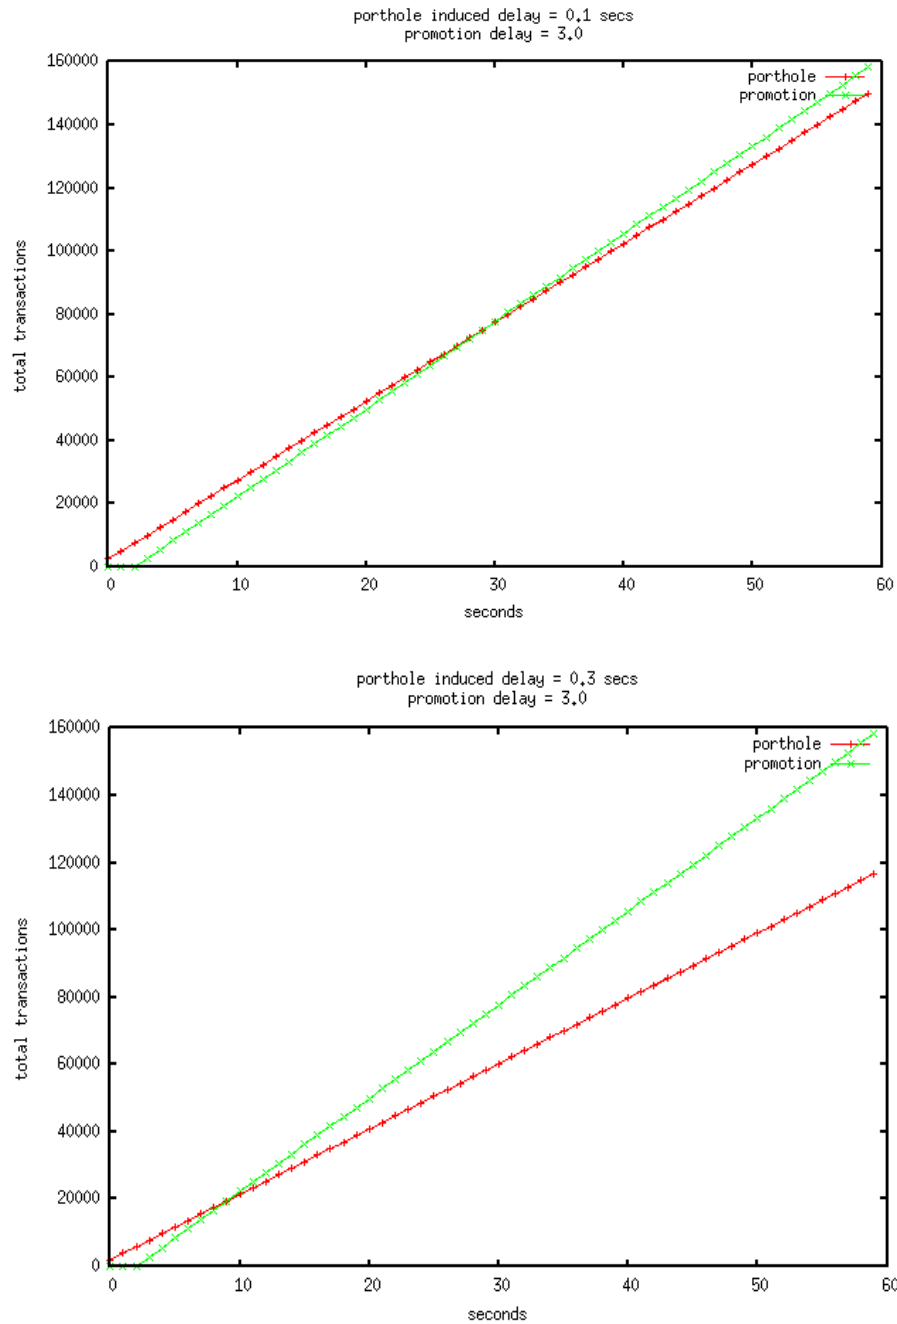 porthole induced delay = 0.1 secs
promotion delay = 3.0
160000
140000
120000
100000
80000
60000
40000
20000
0
total transactions
porthole
promotion
0 10 20 30 40 50 60
seconds
porthole induced delay = 0.3 secs
promotion delay = 3.0
160000
140000
120000
100000
80000
60000
40000
20000
0
total transactions
porthole
promotion
0 10 20 30 40 50 60
seconds